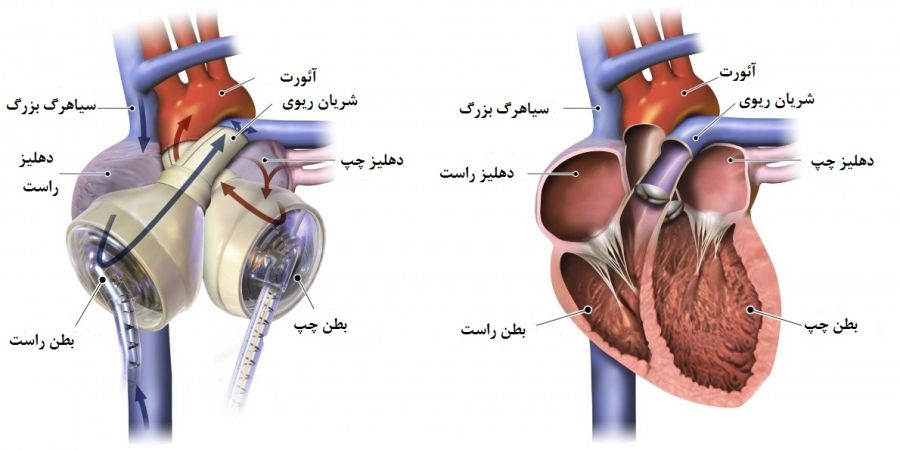 آئورت
شریان ریوی
سیاهرگ بزرگ
دهلیز چپ
دهلیز
راست
بطن چپ
بطن راست
آئورت
شریان ریوی
سیاهرگ بزرگ
دهلیز چپ
دهلیز راست
بطن چپ
بطن راست